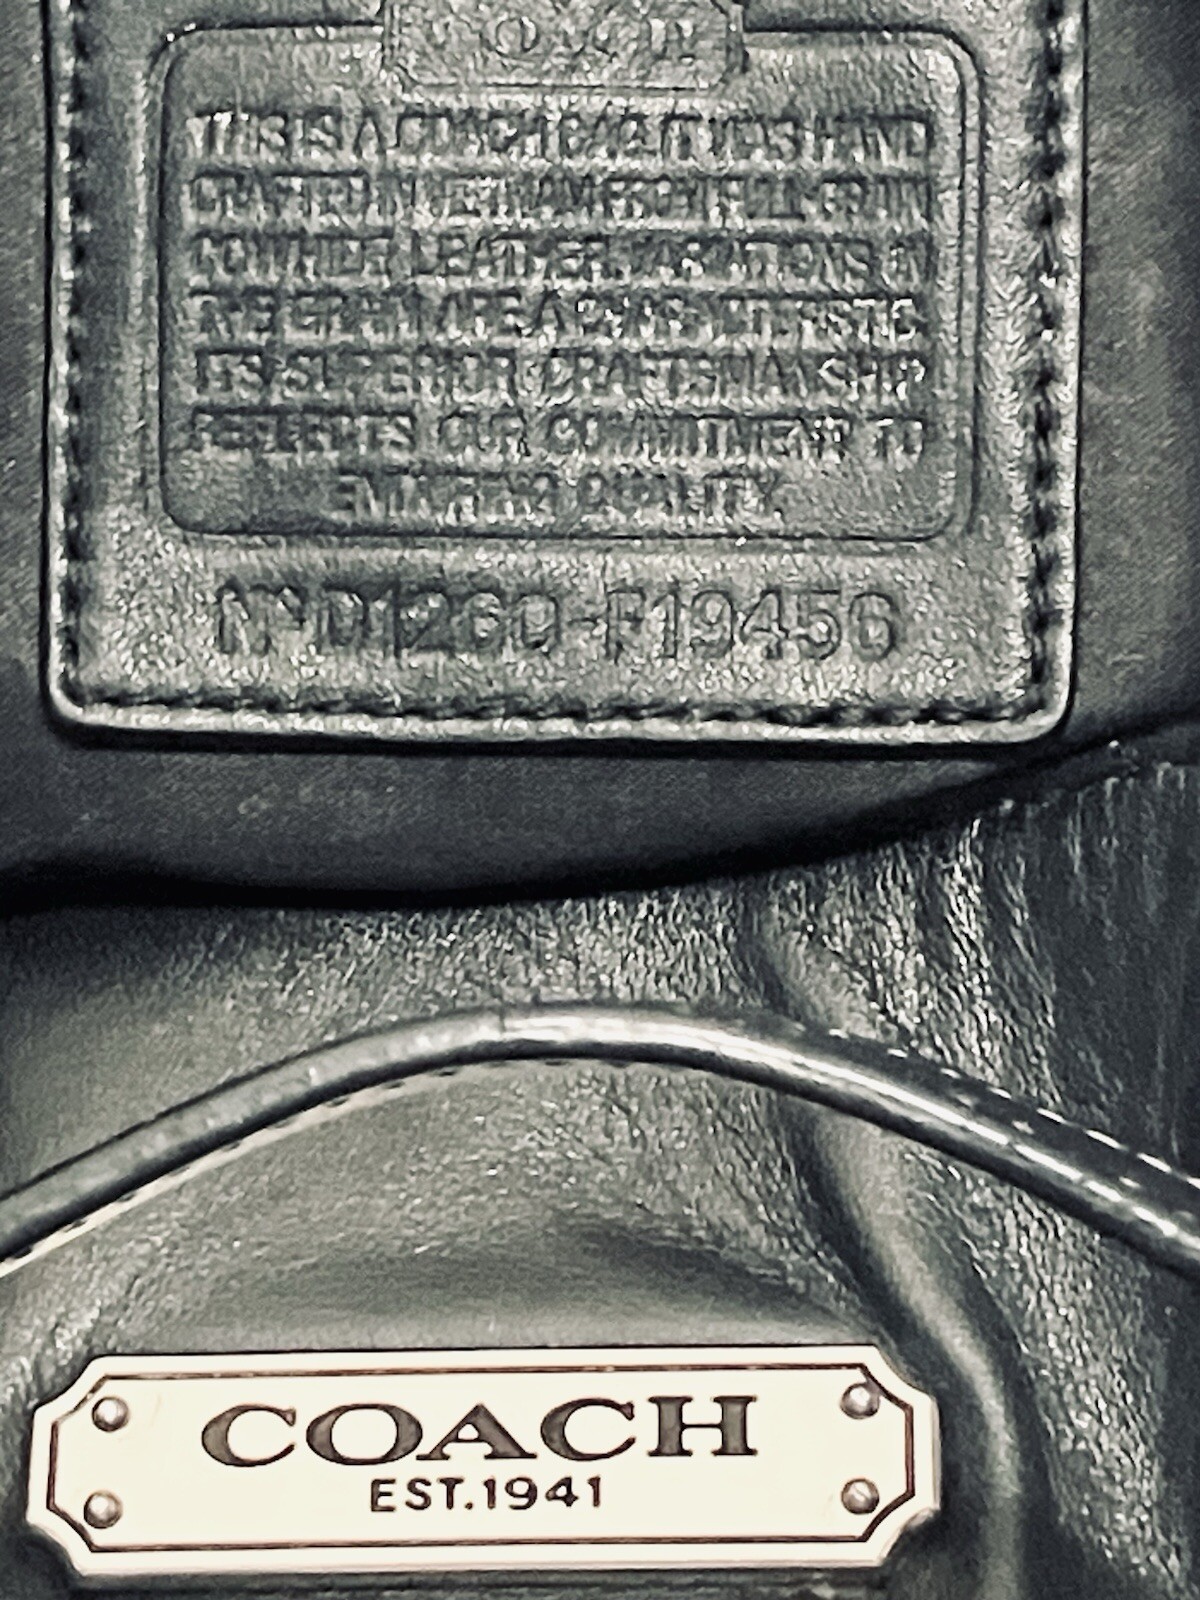 COACH
THIS IS A COACH BAG. IT WAS HAND
CRAFTED IN VIETNAM FROM FULL GRAIN
COWHIDE LEATHER. VARIATIONS IN
THE GRAIN ARE A CHARACTERISTIC
ITS SUPERIOR CRAFTSMANSHIP
REFLECTS OUR COMMITMENT TO
ENDURING QUALITY.
Nº D1260-F19456
COACH
EST.1941